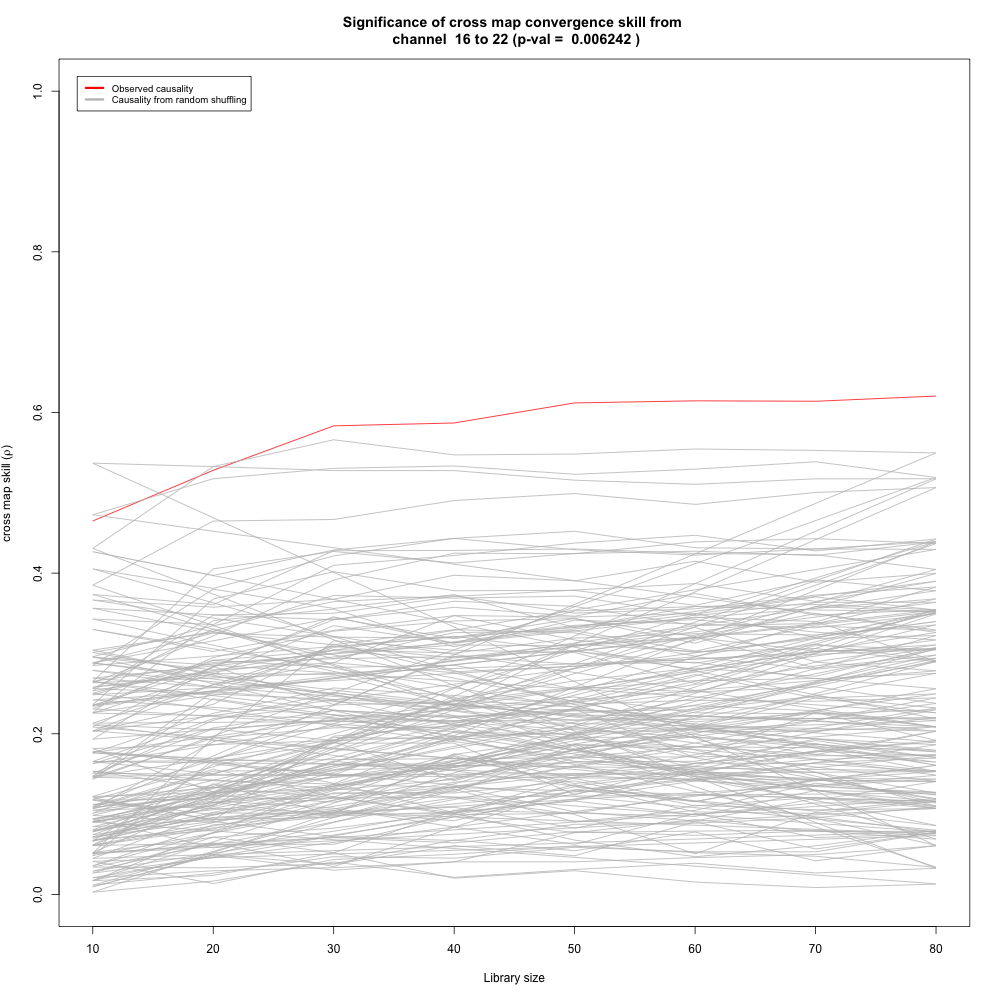 Significance of cross map convergence skill from
channel  16 to 22 (p-val =  0.006242 )
Observed causality
Causality from random shuffling
1.0
0.8
0.6
0.4
0.2
0.0
cross map skill (ρ)
10 20 30 40 50 60 70 80
Library size